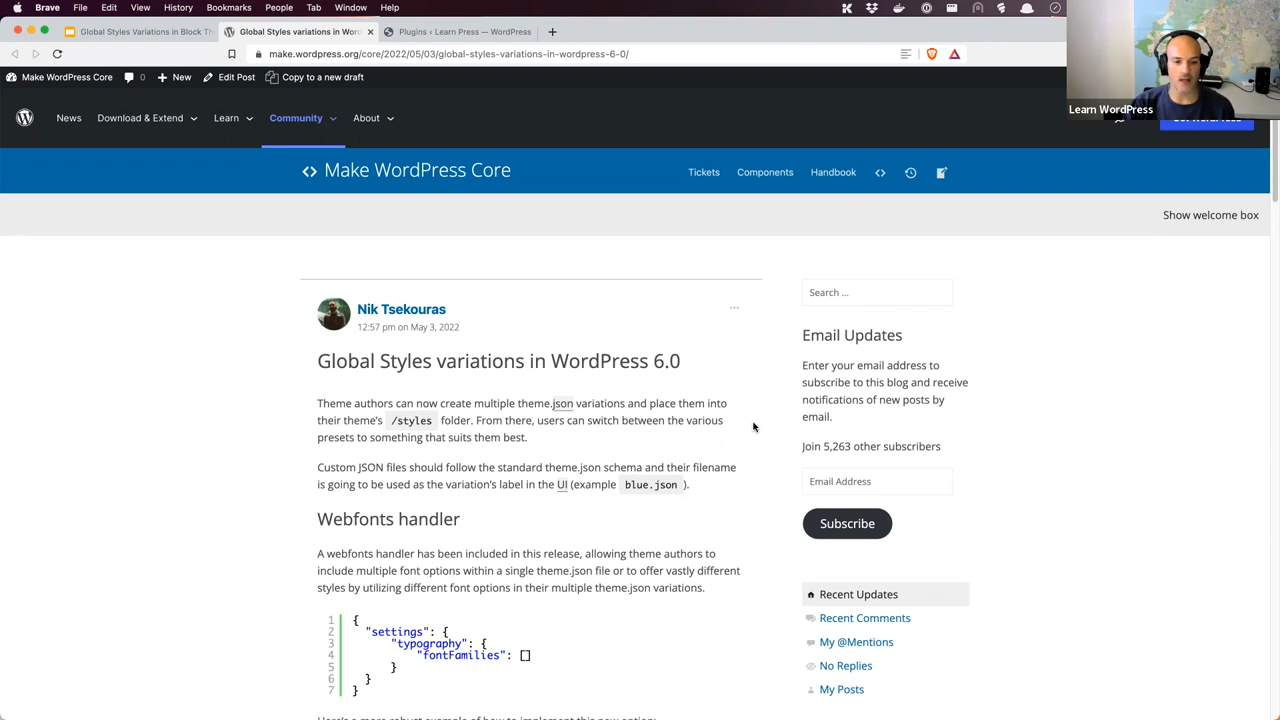 Brave File Edit View History Bookmarks People Tab Window Help
Global Styles Variations in Block Th
Global Styles variations in Wor
Plugins ‹ Learn Press — WordPress
make.wordpress.org/core/2022/05/03/global-styles-variations-in-wordpress-6-0/
Make WordPress Core 0 New Edit Post Copy to a new draft
News Download & Extend Learn Community About
Learn WordPress
Make WordPress Core
Tickets Components Handbook
Show welcome box
Nik Tsekouras
12:57 pm on May 3, 2022
Global Styles variations in WordPress 6.0
Theme authors can now create multiple theme.json variations and place them into
their theme's /styles folder. From there, users can switch between the various
presets to something that suits them best.
Custom JSON files should follow the standard theme.json schema and their filename
is going to be used as the variation's label in the UI (example blue.json ).
Webfonts handler
A webfonts handler has been included in this release, allowing theme authors to
include multiple font options within a single theme.json file or to offer vastly different
styles by utilizing different font options in their multiple theme.json variations.
1 {
2 "settings": {
3 "typography": {
4 "fontFamilies": []
5 }
6 }
7 }
Search ...
Email Updates
Enter your email address to
subscribe to this blog and receive
notifications of new posts by
email.
Join 5,263 other subscribers
Email Address
Subscribe
Recent Updates
Recent Comments
My @Mentions
No Replies
My Posts